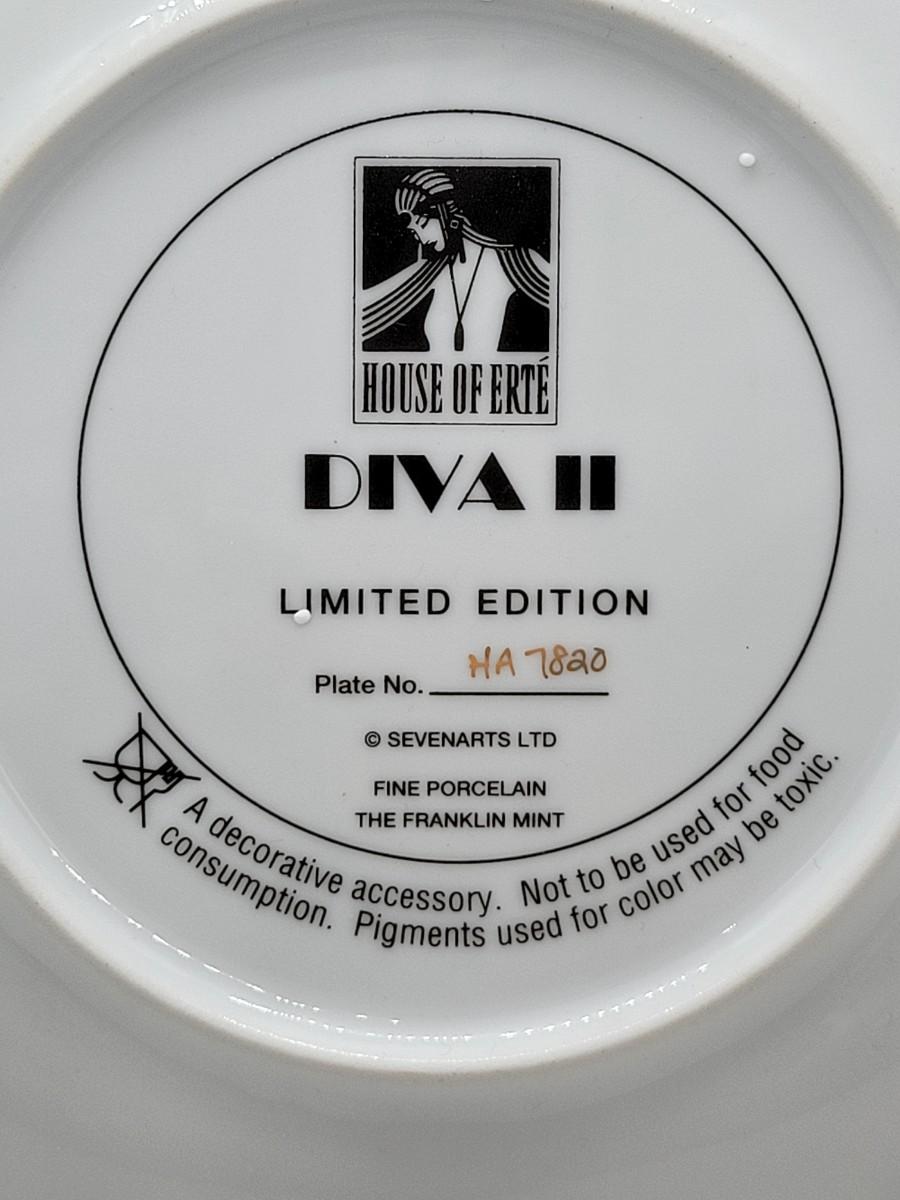 HOUSE OF ERTÉ
DIVA II
LIMITED EDITION
Plate No. HA 7820
© SEVENARTS LTD
FINE PORCELAIN
THE FRANKLIN MINT
A decorative accessory. Not to be used for food
consumption. Pigments used for color may be toxic.